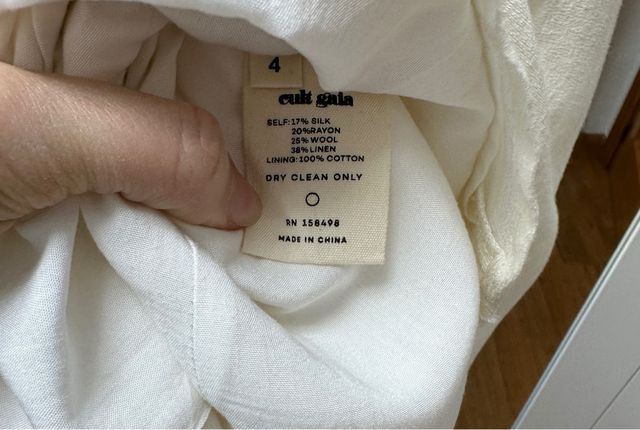 4
cult gaia
SELF: 17% SILK
20% RAYON
25% WOOL
38% LINEN
LINING: 100% COTTON
DRY CLEAN ONLY
RN 158498
MADE IN CHINA